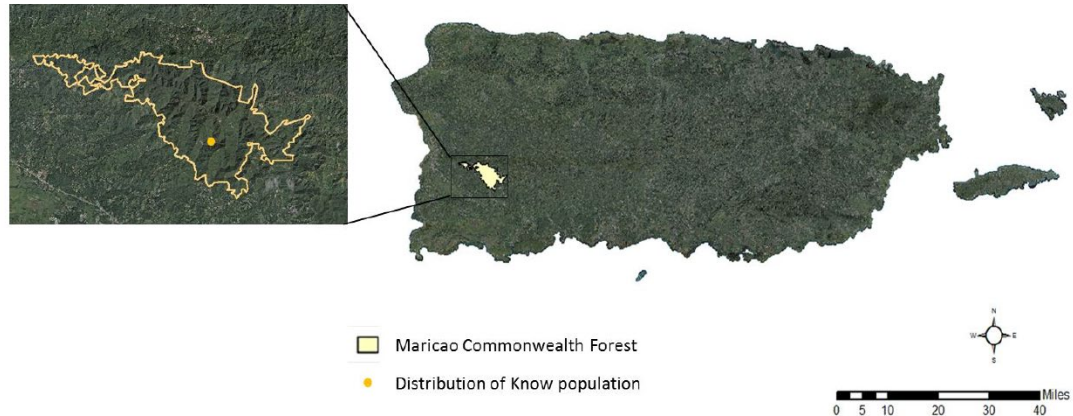 N
W E
S
Maricao Commonwealth Forest
Distribution of Know population
Miles
0 5 10 20 30 40